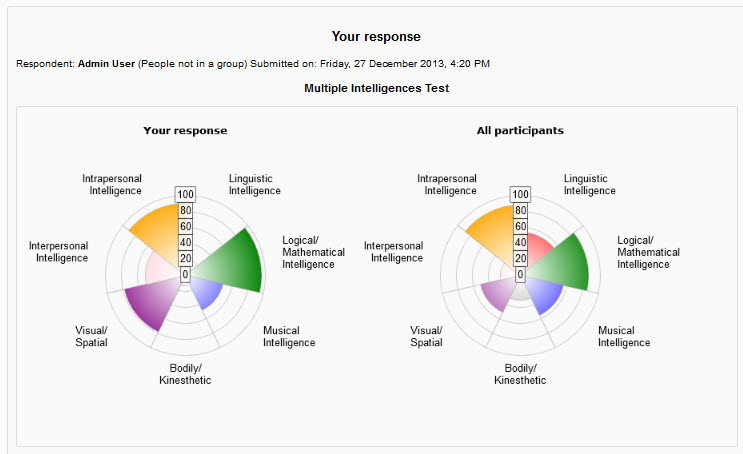 Your response
Respondent: Admin User (People not in a group) Submitted on: Friday, 27 December 2013, 4:20 PM
Multiple Intelligences Test
Your response
Intrapersonal
Intelligence
Linguistic
Intelligence
100
80
60
40
20
0
Interpersonal
Intelligence
Logical/
Mathematical
Intelligence
Visual/
Spatial
Musical
Intelligence
Bodily/
Kinesthetic
All participants
Intrapersonal
Intelligence
Linguistic
Intelligence
100
80
60
40
20
0
Interpersonal
Intelligence
Logical/
Mathematical
Intelligence
Visual/
Spatial
Musical
Intelligence
Bodily/
Kinesthetic